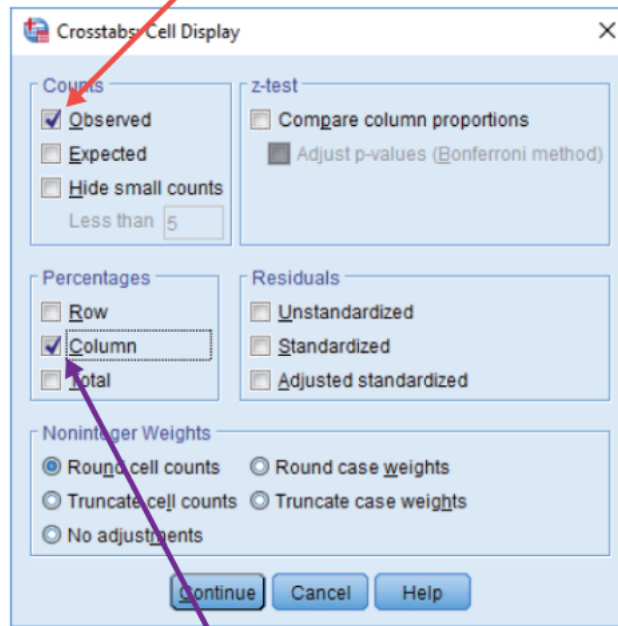 Crosstabs: Cell Display
Counts
Observed
Expected
Hide small counts
Less than 5
z-test
Compare column proportions
Adjust p-values (Bonferroni method)
Percentages
Row
Column
Total
Residuals
Unstandardized
Standardized
Adjusted standardized
Noninteger Weights
Round cell counts Round case weights
Truncate cell counts Truncate case weights
No adjustments
Continue Cancel Help